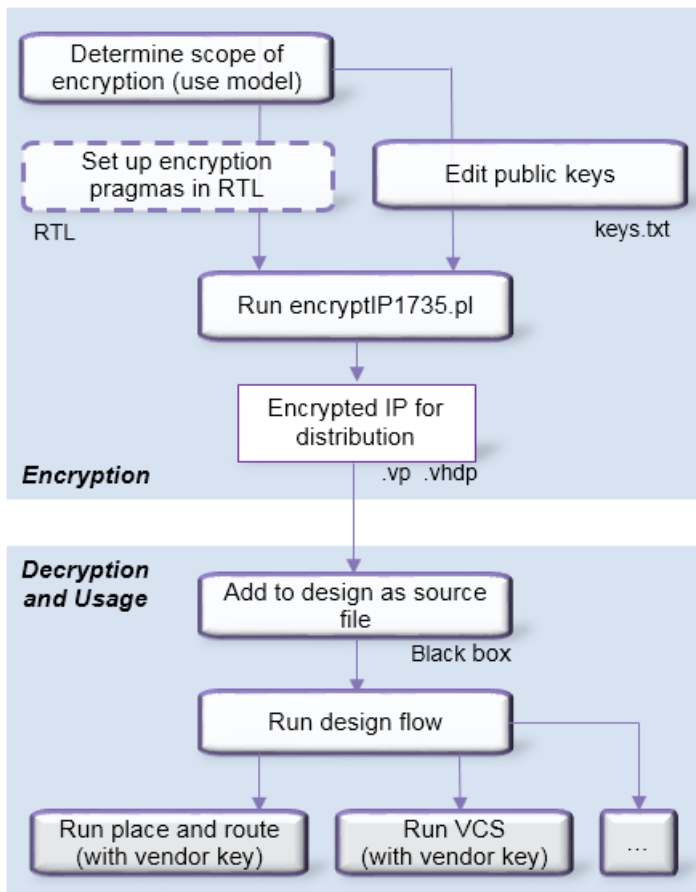 Determine scope of
encryption (use model)
Set up encryption
pragmas in RTL
Edit public keys
RTL
keys.txt
Run encryptIP1735.pl
Encrypted IP for
distribution
Encryption
.vp .vhdp
Decryption
and Usage
Add to design as source
file
Black box
Run design flow
Run place and route
(with vendor key)
Run VCS
(with vendor key)
...